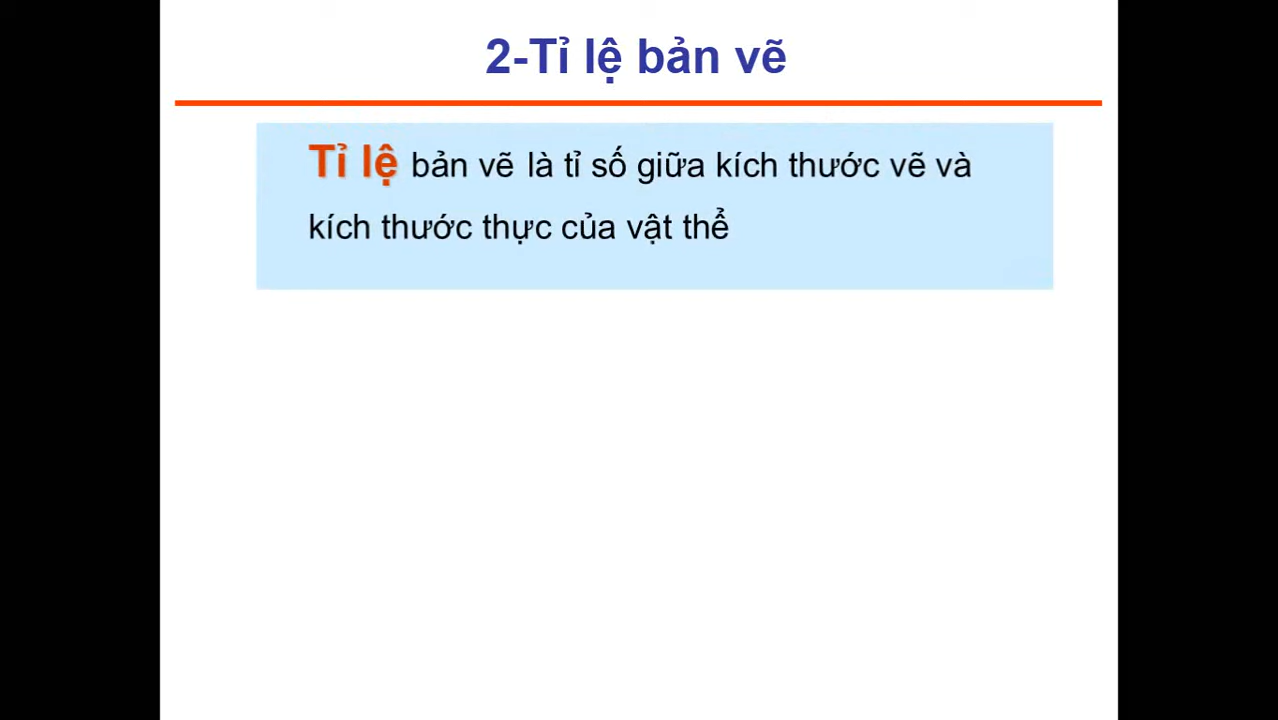 2-Tỉ lệ bản vẽ
Tỉ lệ bản vẽ là tỉ số giữa kích thước vẽ và
kích thước thực của vật thể